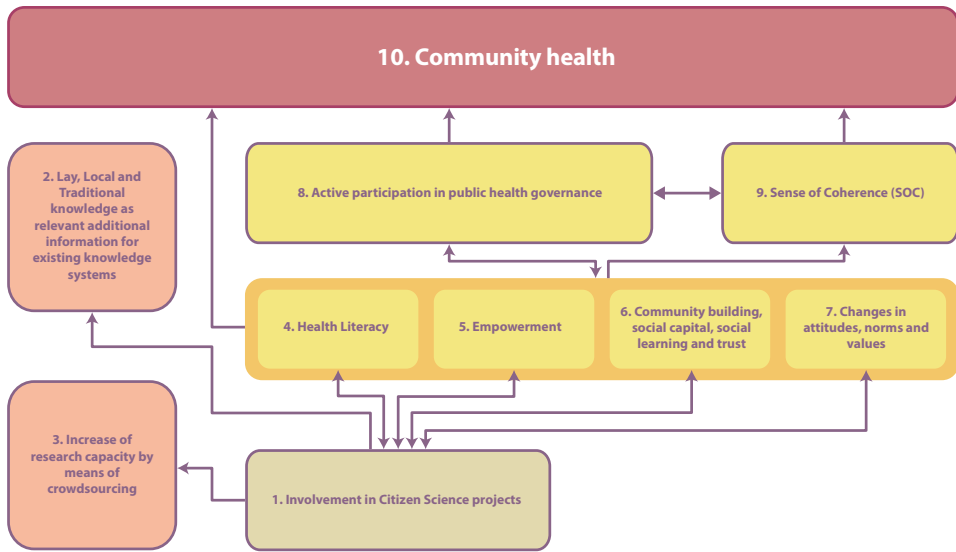 10. Community health
2. Lay, Local and
Traditional
knowledge as
relevant additional
information for
existing knowledge
systems
8. Active participation in public health governance
9. Sense of Coherence (SOC)
4. Health Literacy
5. Empowerment
6. Community building,
social capital, social
learning and trust
7. Changes in
attitudes, norms and
values
3. Increase of
research capacity by
means of
crowdsourcing
1. Involvement in Citizen Science projects